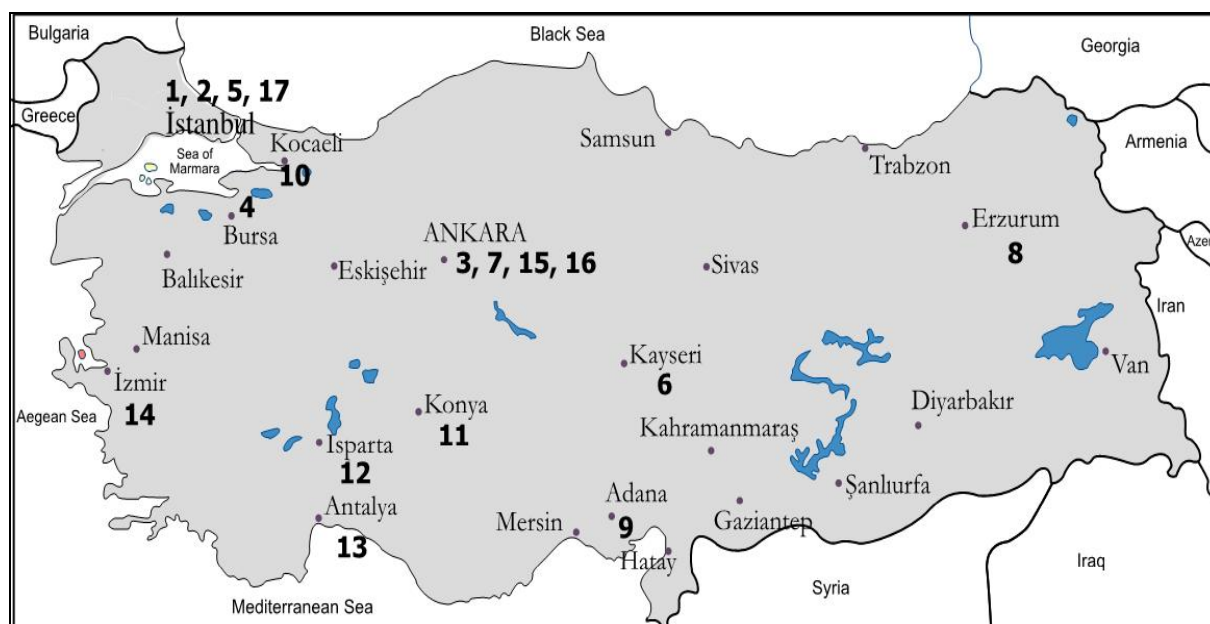 Bulgaria
Black Sea
Georgia
1, 2, 5, 17
Greece
İstanbul
Kocaeli
Samsun
Armenia
Sea of
Marmara
10
Trabzon
4
Bursa
ANKARA
Erzurum
3, 7, 15, 16
8
Azer
Balıkesir
Eskişehir
Sivas
Iran
Manisa
Kayseri
Van
İzmir
6
Aegean Sea
14
Konya
Diyarbakır
11
Kahramanmaraş
Isparta
12
Şanlıurfa
Antalya
Adana
Gaziantep
13
Mersin
9
Hatay
Iraq
Syria
Mediterranean Sea